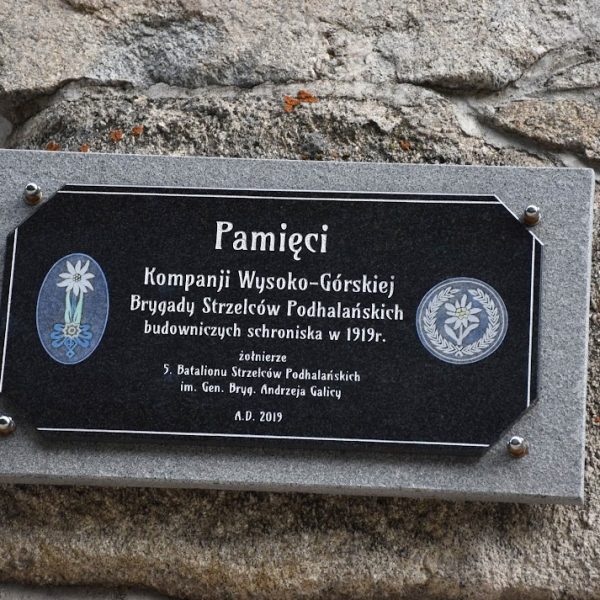 Pamięci
Kompanji Wysoko-Górskiej
Brygady Strzelców Podhalańskich
budowniczych schroniska w 1919r.
żołnierze
5. Batalionu Strzelców Podhalańskich
im. Gen. Bryg. Andrzeja Galicy
A.D. 2019